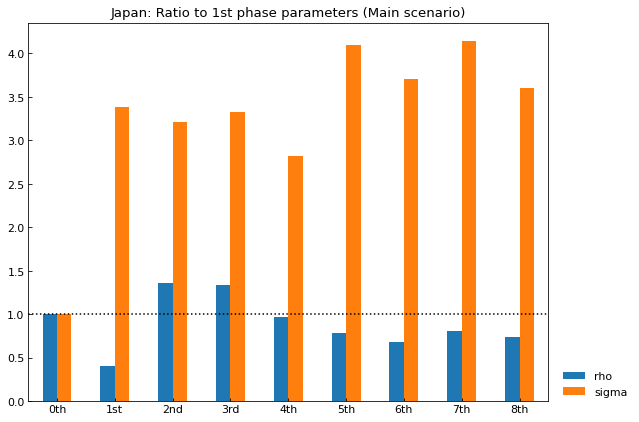 Japan: Ratio to 1st phase parameters (Main scenario)
4.0
3.5
3.0
2.5
2.0
1.5
1.0
0.5
0.0
0th 1st 2nd 3rd 4th 5th 6th 7th 8th
rho
sigma